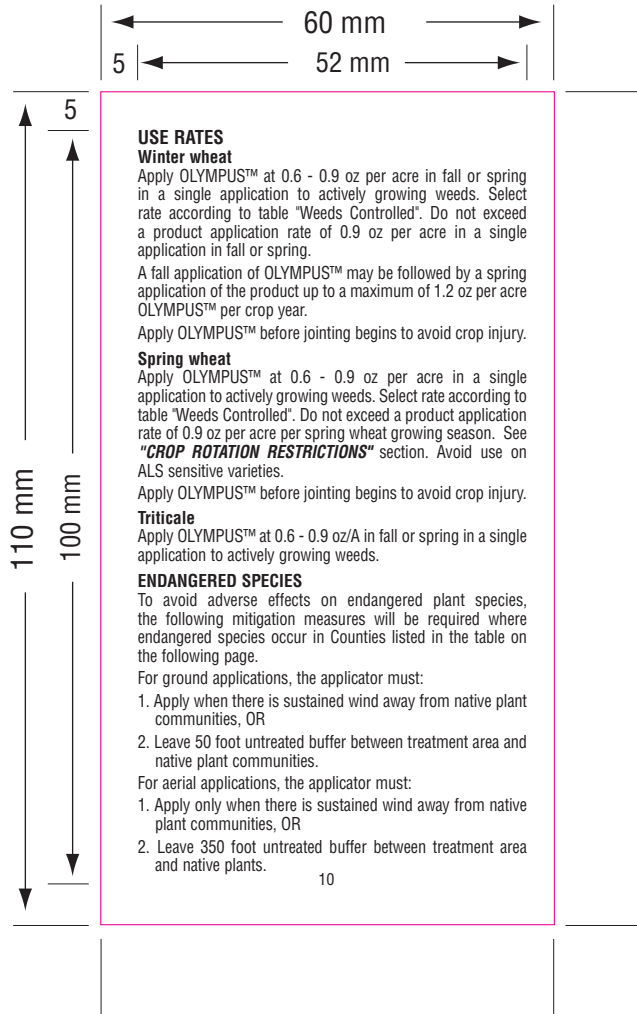 60 mm
5
52 mm
5
110 mm
100 mm
USE RATES
Winter wheat
Apply OLYMPUS™ at 0.6 - 0.9 oz per acre in fall or spring
in a single application to actively growing weeds. Select
rate according to table "Weeds Controlled". Do not exceed
a product application rate of 0.9 oz per acre in a single
application in fall or spring.
A fall application of OLYMPUS™ may be followed by a spring
application of the product up to a maximum of 1.2 oz per acre
OLYMPUS™ per crop year.
Apply OLYMPUS™ before jointing begins to avoid crop injury.
Spring wheat
Apply OLYMPUS™ at 0.6 - 0.9 oz per acre in a single
application to actively growing weeds. Select rate according to
table "Weeds Controlled". Do not exceed a product application
rate of 0.9 oz per acre per spring wheat growing season. See
"CROP ROTATION RESTRICTIONS" section. Avoid use on
ALS sensitive varieties.
Apply OLYMPUS™ before jointing begins to avoid crop injury.
Triticale
Apply OLYMPUS™ at 0.6 - 0.9 oz/A in fall or spring in a single
application to actively growing weeds.
ENDANGERED SPECIES
To avoid adverse effects on endangered plant species,
the following mitigation measures will be required where
endangered species occur in Counties listed in the table on
the following page.
For ground applications, the applicator must:
1. Apply when there is sustained wind away from native plant
communities, OR
2. Leave 50 foot untreated buffer between treatment area and
native plant communities.
For aerial applications, the applicator must:
1. Apply only when there is sustained wind away from native
plant communities, OR
2. Leave 350 foot untreated buffer between treatment area
and native plants.
10